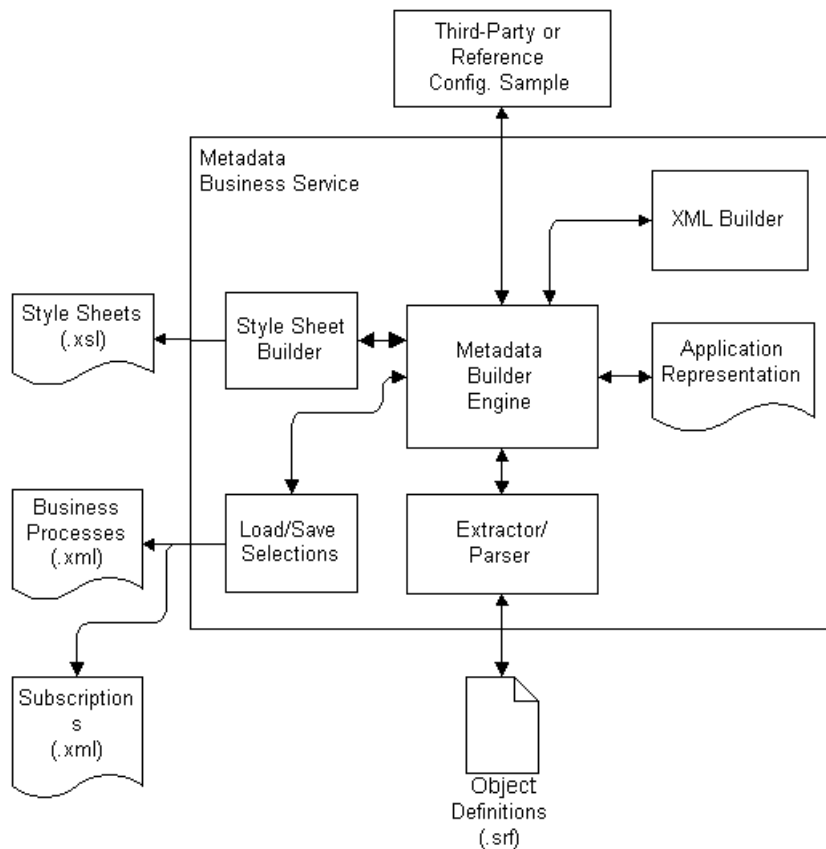 Third-Party or
Reference
Config. Sample
Metadata
Business Service
XML Builder
Style Sheets
(.xsl)
Style Sheet
Builder
Metadata
Builder
Engine
Application
Representation
Business
Processes
(.xml)
Load/Save
Selections
Extractor/
Parser
Subscription
s
(.xml)
Object
Definitions
(.srf)